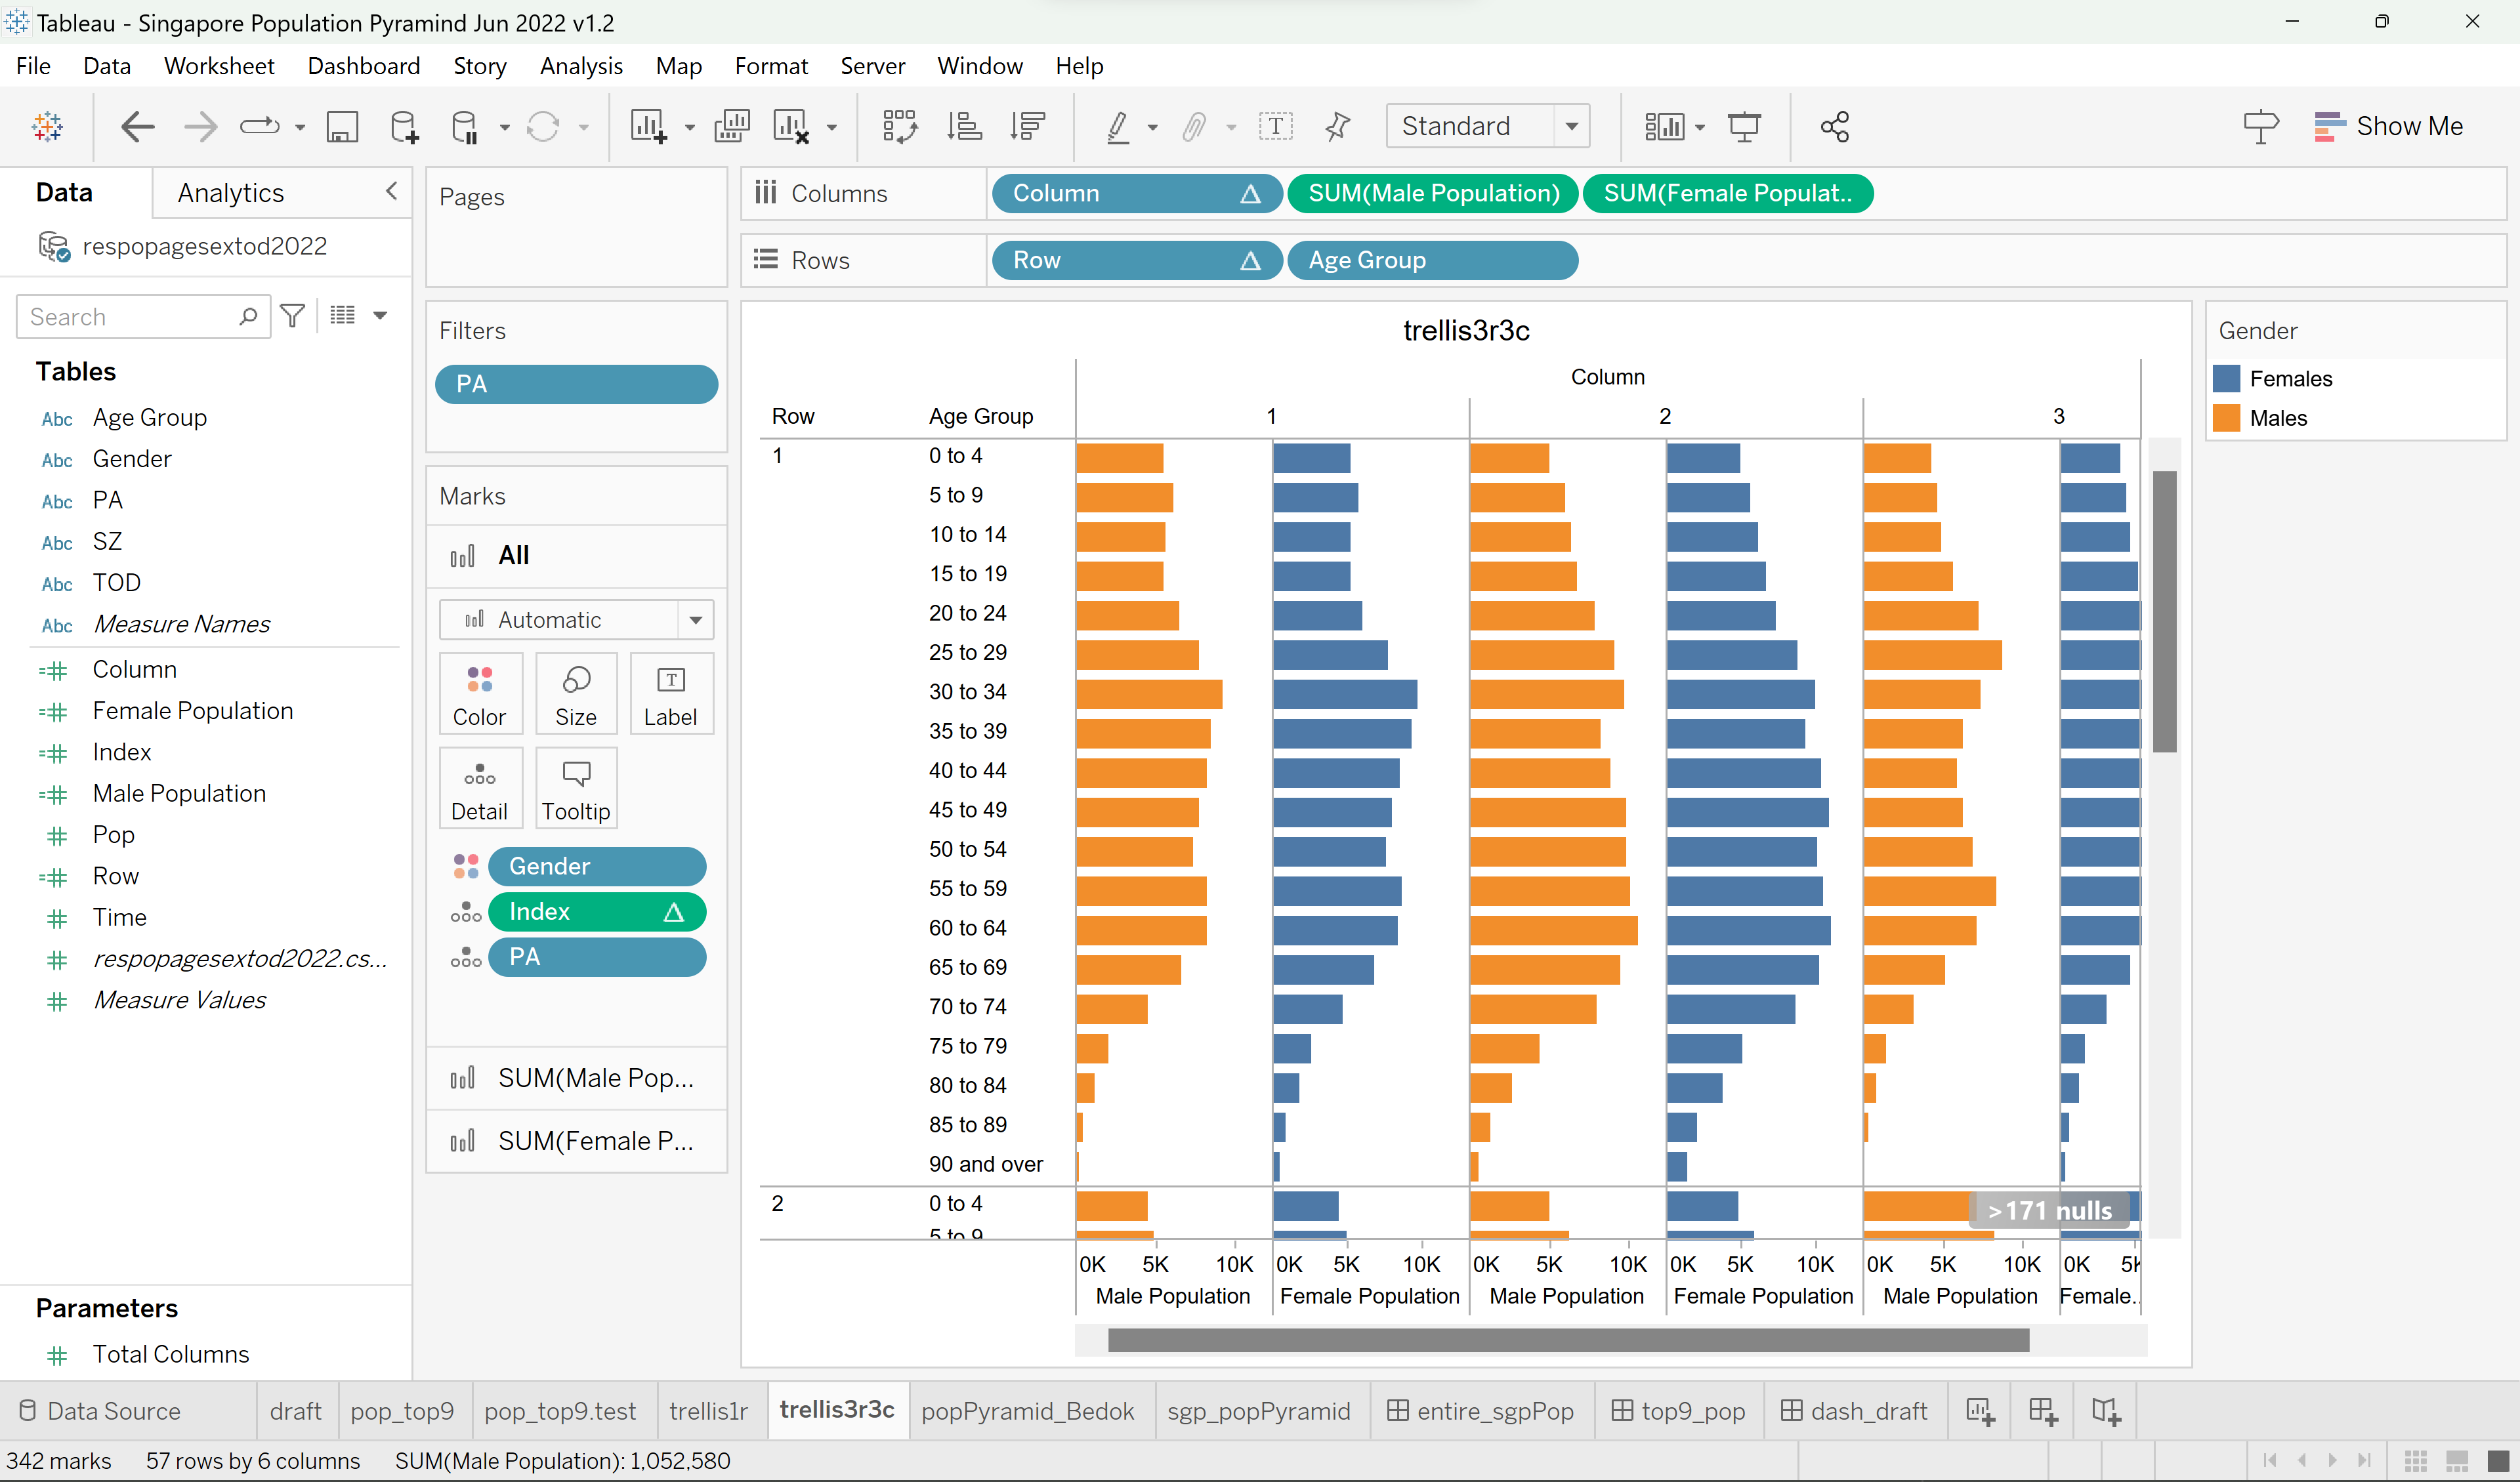 Tableau - Singapore Population Pyramind Jun 2022 v1.2
File Data Worksheet Dashboard Story Analysis Map Format Server Window Help
Standard
Show Me
Data
Analytics
respopagesextod2022
Search
Tables
Abc Age Group
Abc Gender
Abc PA
Abc SZ
Abc TOD
Abc Measure Names
Column
Female Population
Index
Male Population
Pop
Row
Time
respopagesextod2022.cs...
Measure Values
Parameters
Total Columns
Pages
Filters
PA
Marks
All
Automatic
Color Size Label
Detail Tooltip
Gender
Index
PA
SUM(Male Pop...
SUM(Female P...
Columns
Column SUM(Male Population) SUM(Female Populat..
Rows
Row Age Group
trellis3r3c
Column
Row Age Group 1 2 3
1 0 to 4
5 to 9
10 to 14
15 to 19
20 to 24
25 to 29
30 to 34
35 to 39
40 to 44
45 to 49
50 to 54
55 to 59
60 to 64
65 to 69
70 to 74
75 to 79
80 to 84
85 to 89
90 and over
2 0 to 4
5 to 9
>171 nulls
0K 5K 10K 0K 5K 10K 0K 5K 10K 0K 5K 10K 0K 5K 10K 0K 5K
Male Population Female Population Male Population Female Population Male Population Female..
Gender
Females
Males
Data Source draft pop_top9 pop_top9.test trellis1r trellis3r3c popPyramid_Bedok sgp_popPyramid entire_sgpPop top9_pop dash_draft
342 marks 57 rows by 6 columns SUM(Male Population): 1,052,580